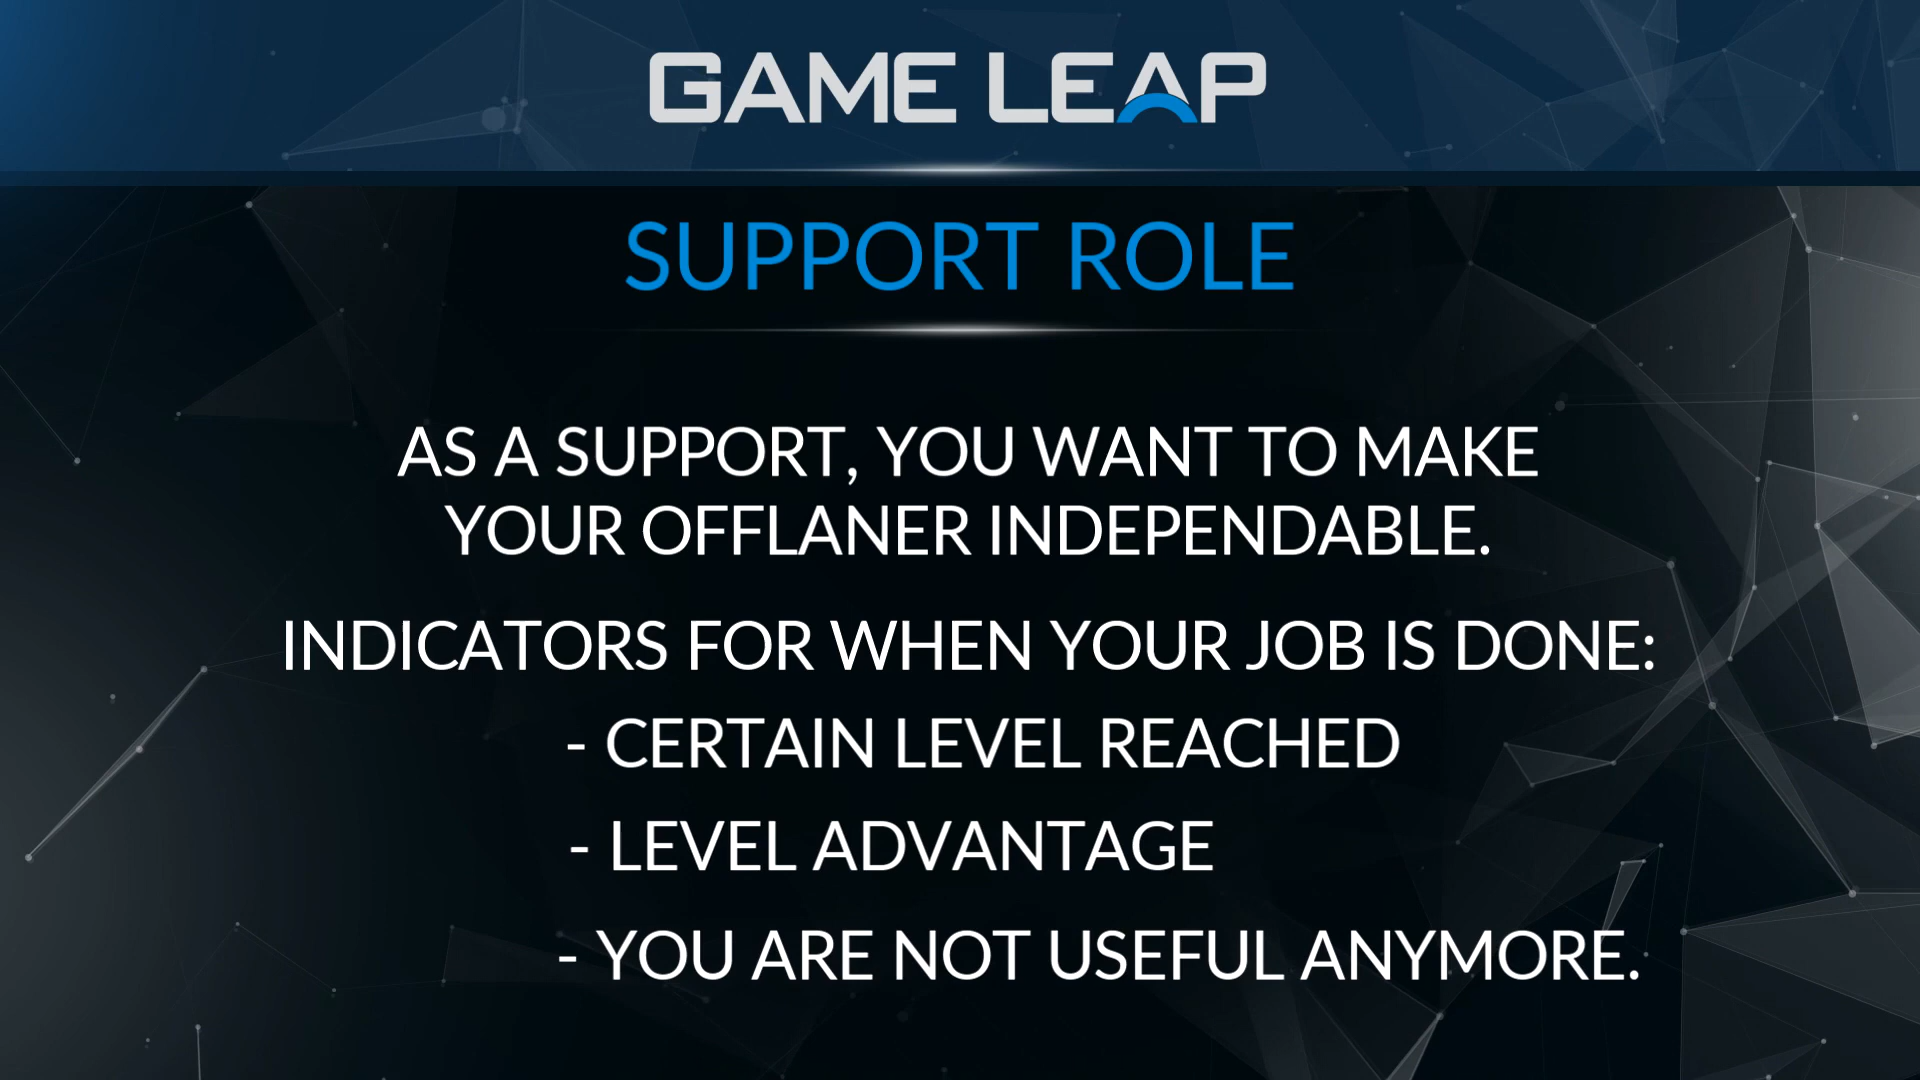 GAME LEAP
SUPPORT ROLE
AS A SUPPORT, YOU WANT TO MAKE
YOUR OFFLANER INDEPENDABLE.
INDICATORS FOR WHEN YOUR JOB IS DONE:
- CERTAIN LEVEL REACHED
- LEVEL ADVANTAGE
- YOU ARE NOT USEFUL ANYMORE.